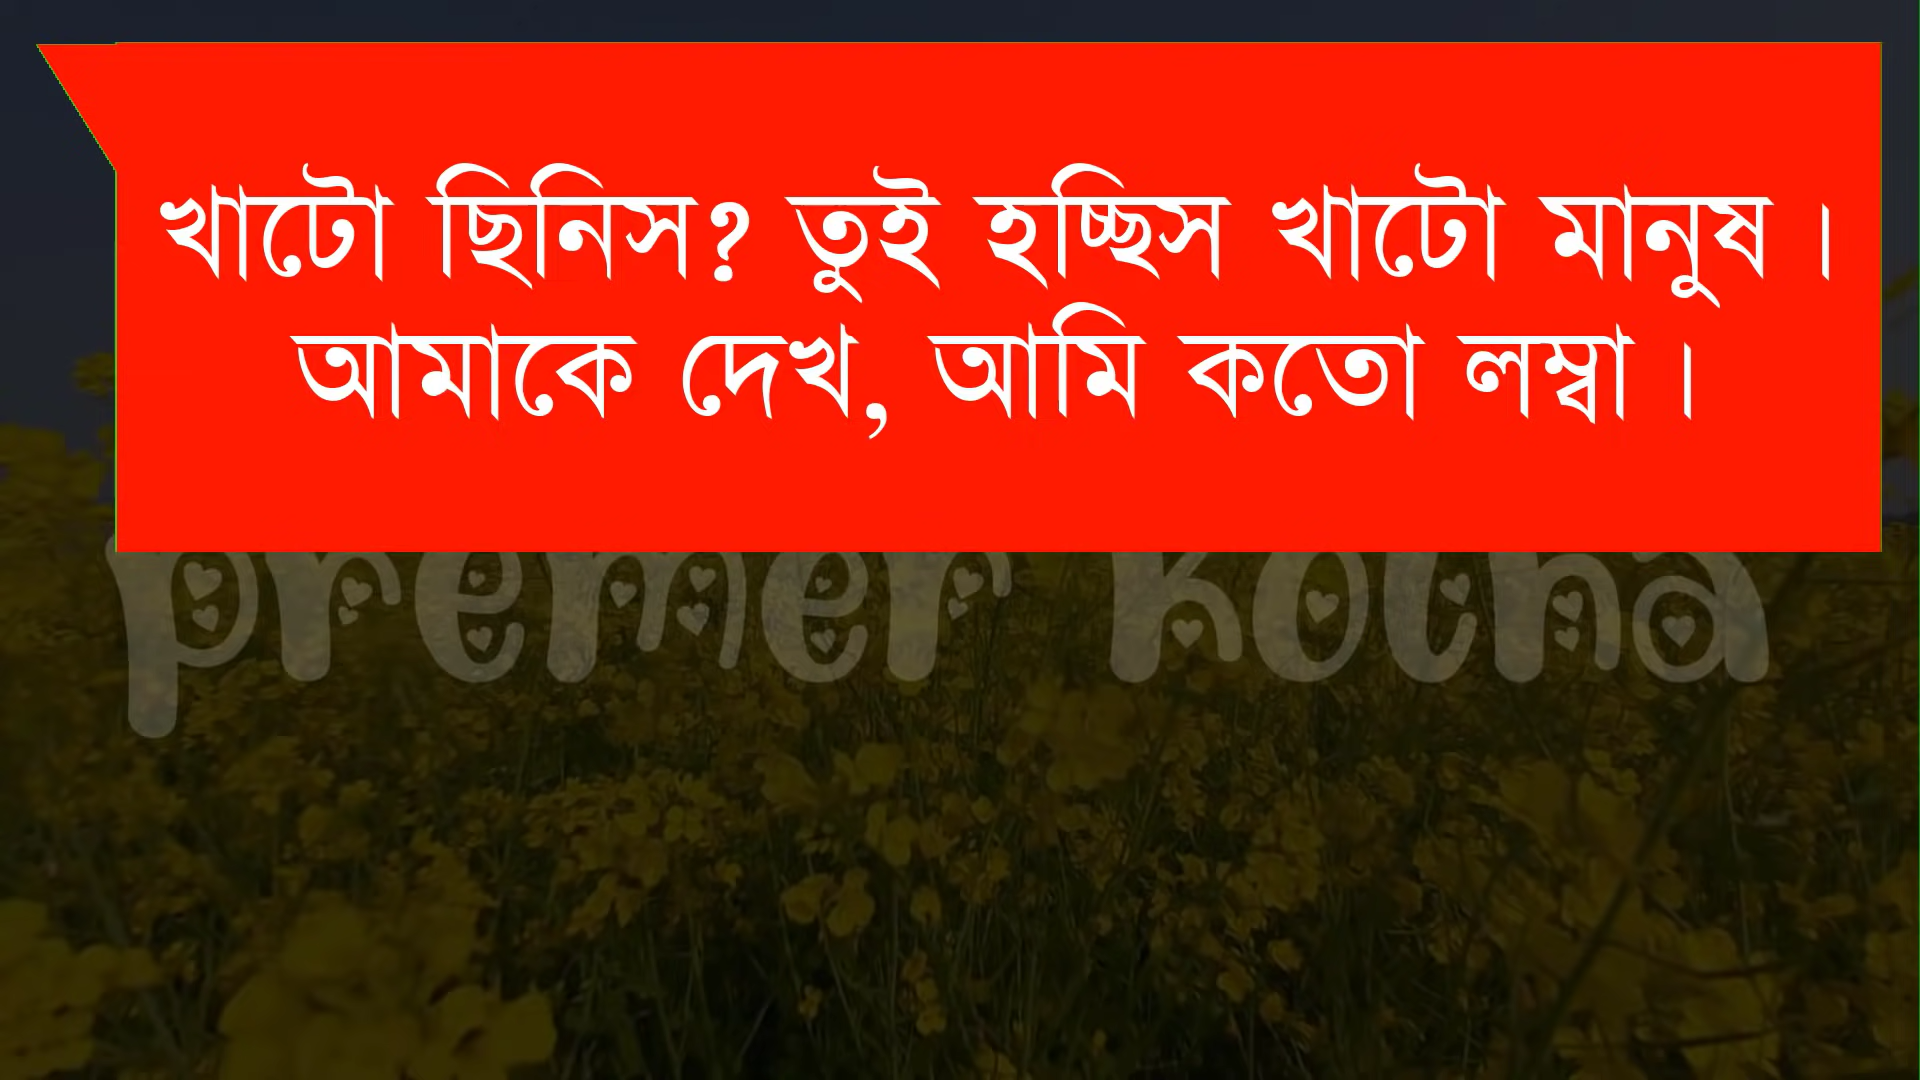 খাটো ছিনিস? তুই হচ্ছিস খাটো মানুষ।
আমাকে দেখ, আমি কতো লম্বা।
premer kotha